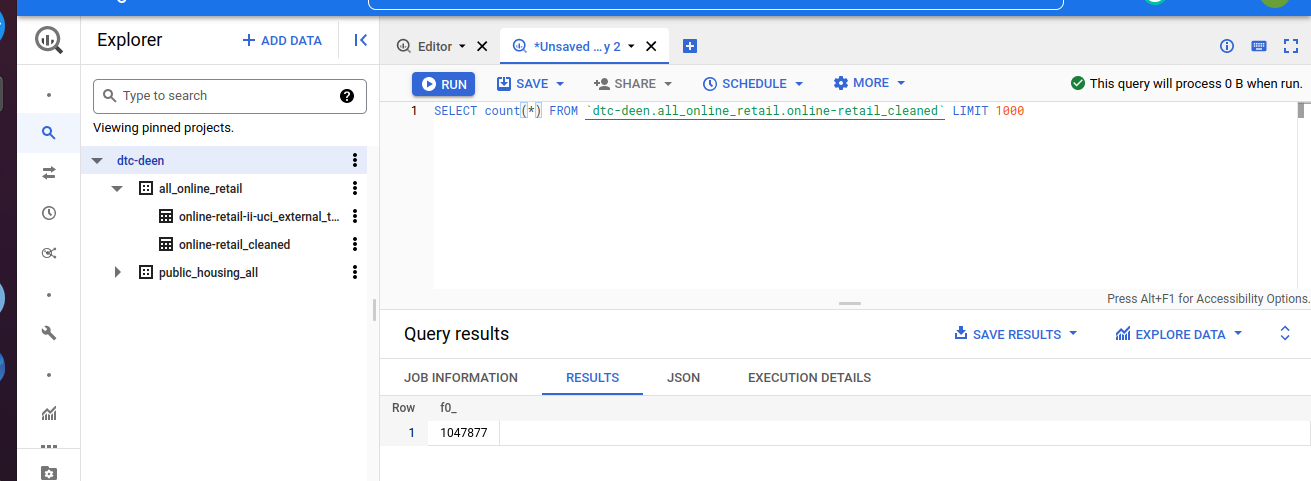 Explorer
+ ADD DATA
Type to search
Viewing pinned projects.
dtc-deen
all_online_retail
online-retail-ii-uci_external_t...
online-retail_cleaned
public_housing_all
Editor
*Unsaved ...y 2
RUN
SAVE
SHARE
SCHEDULE
MORE
This query will process 0 B when run.
1 SELECT count(*) FROM `dtc-deen.all_online_retail.online-retail_cleaned` LIMIT 1000
Press Alt+F1 for Accessibility Options.
Query results
SAVE RESULTS
EXPLORE DATA
JOB INFORMATION
RESULTS
JSON
EXECUTION DETAILS
Row f0_
1 1047877